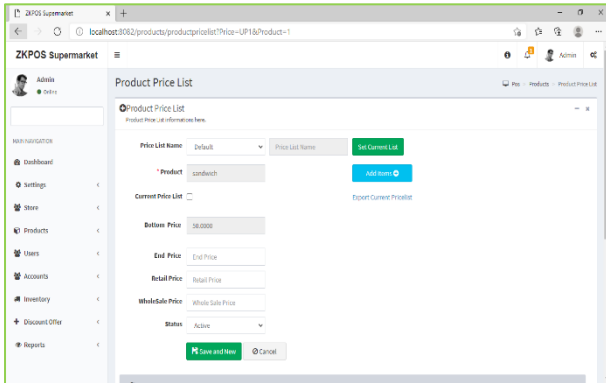 ZKPOS Supermarket
localhost:8082/products/productpricelist?Price=UP1&Product=1
ZKPOS Supermarket
Admin
Admin
Online
Product Price List
Pos
Products
Product Price List
Product Price List
Product Price List informations here.
MAIN NAVIGATION
Dashboard
Settings
Store
Products
Users
Accounts
Inventory
Discount Offer
Reports
Price List Name
Default
Price List Name
Set Current List
* Product
sandwich
Add Items
Current Price List
Export Current Pricelist
Bottom Price
58.0000
End Price
End Price
Retail Price
Retail Price
WholeSale Price
Whole Sale Price
Status
Active
Save and New
Cancel